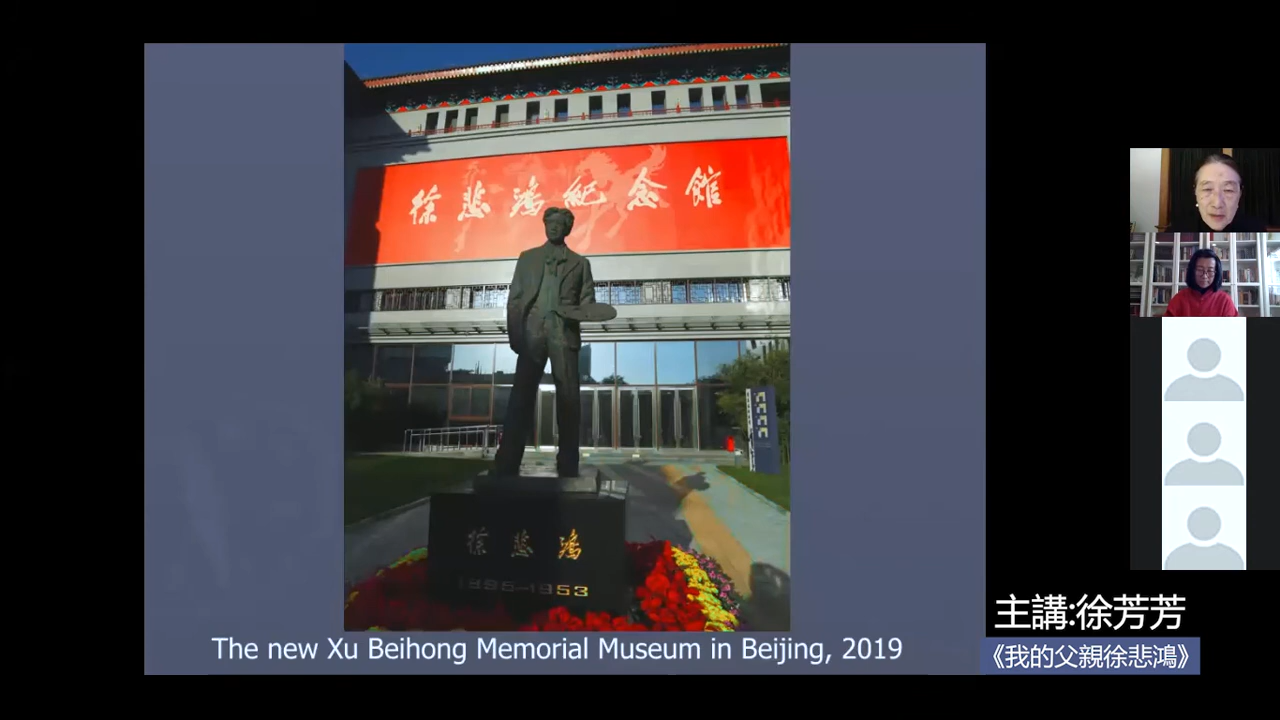 徐悲鴻紀念館
徐悲鴻
1895-1953
The new Xu Beihong Memorial Museum in Beijing, 2019
主講:徐芳芳
《我的父親徐悲鴻》